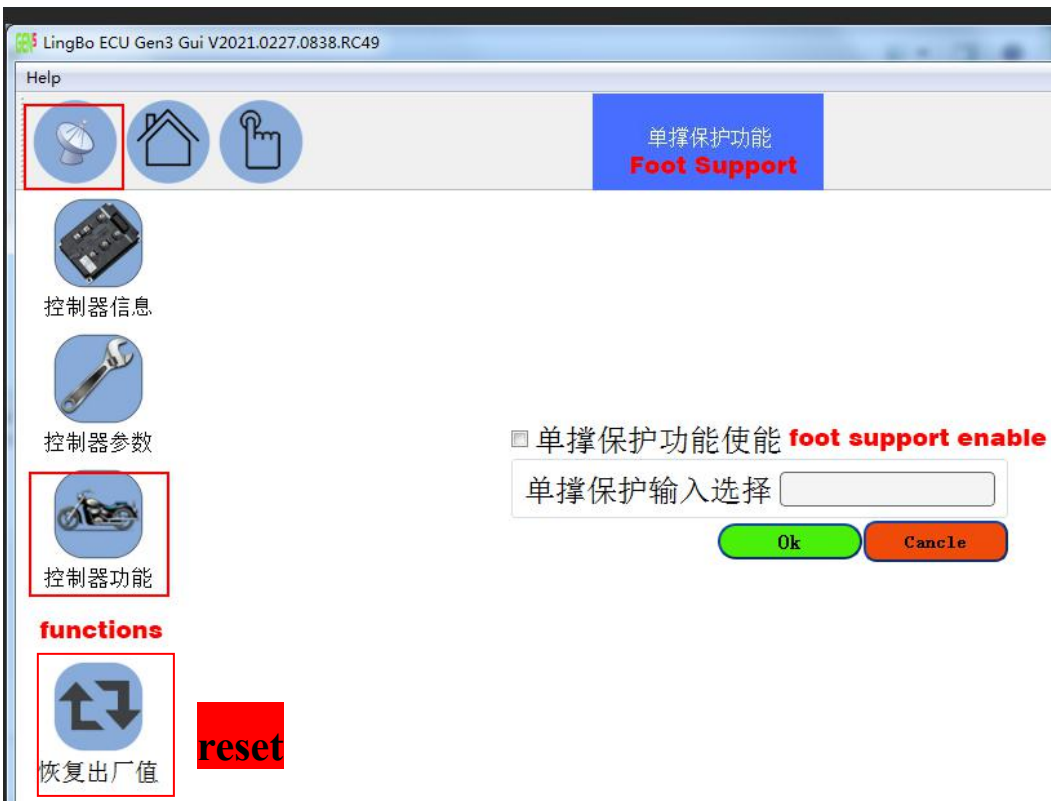 LingBo ECU Gen3 Gui V2021.0227.0838.RC49
Help
单撑保护功能
Foot Support
控制器信息
控制器参数
单撑保护功能使能 foot support enable
单撑保护输入选择
Ok
Cancle
控制器功能
functions
reset
恢复出厂值